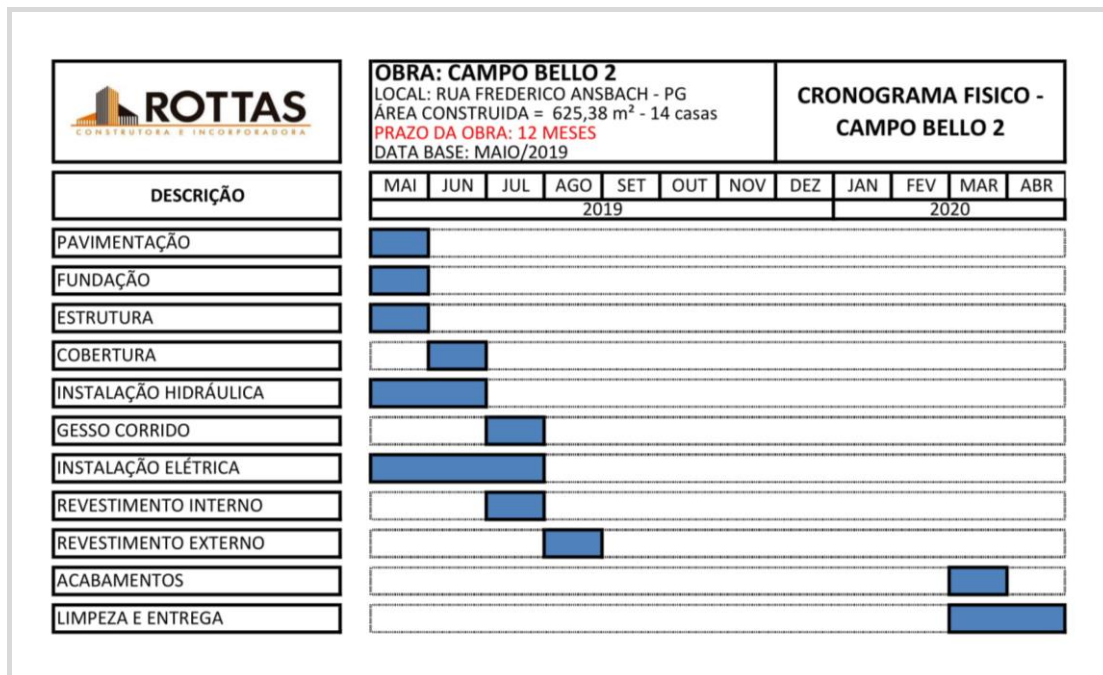 ROTTAS
CONSTRUTORA E INCORPORADORA
OBRA: CAMPO BELLO 2
LOCAL: RUA FREDERICO ANSBACH - PG
ÁREA CONSTRUIDA = 625,38 m² - 14 casas
PRAZO DA OBRA: 12 MESES
DATA BASE: MAIO/2019
CRONOGRAMA FISICO -
CAMPO BELLO 2
DESCRIÇÃO
MAI JUN JUL AGO SET OUT NOV DEZ JAN FEV MAR ABR
2019 2020
PAVIMENTAÇÃO
FUNDAÇÃO
ESTRUTURA
COBERTURA
INSTALAÇÃO HIDRÁULICA
GESSO CORRIDO
INSTALAÇÃO ELÉTRICA
REVESTIMENTO INTERNO
REVESTIMENTO EXTERNO
ACABAMENTOS
LIMPEZA E ENTREGA